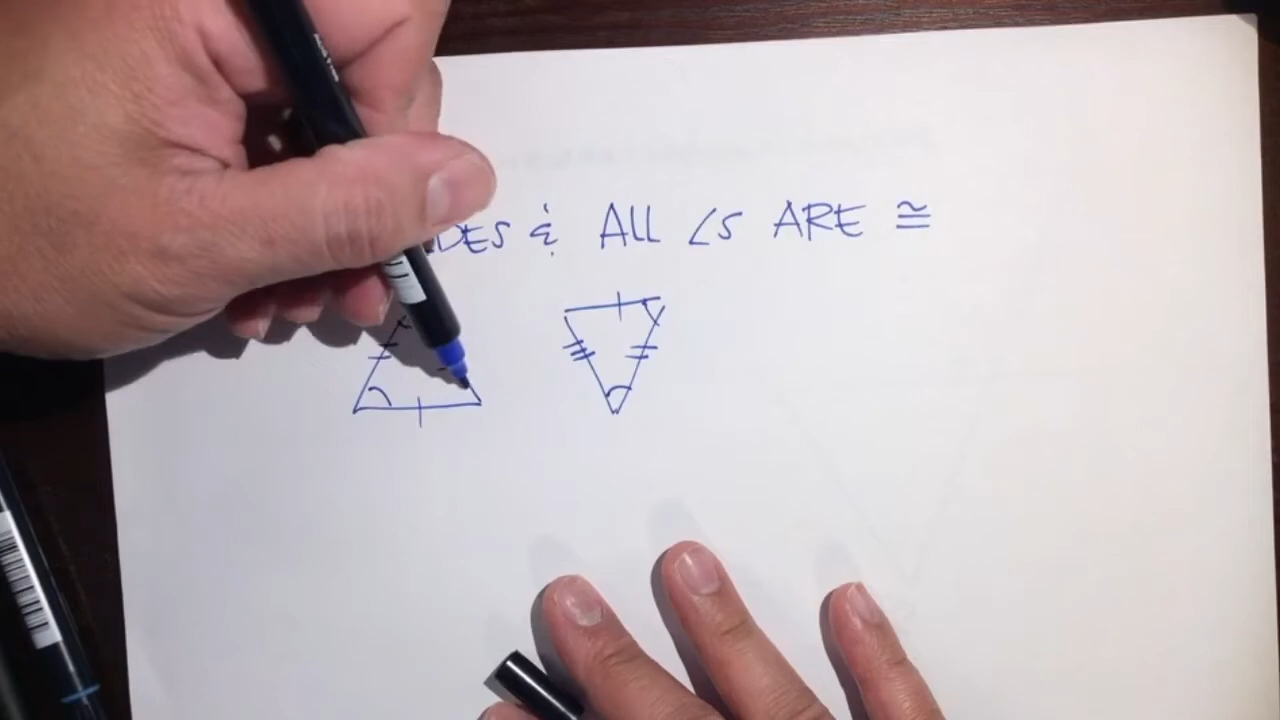 DES & ALL ∠S ARE ≅